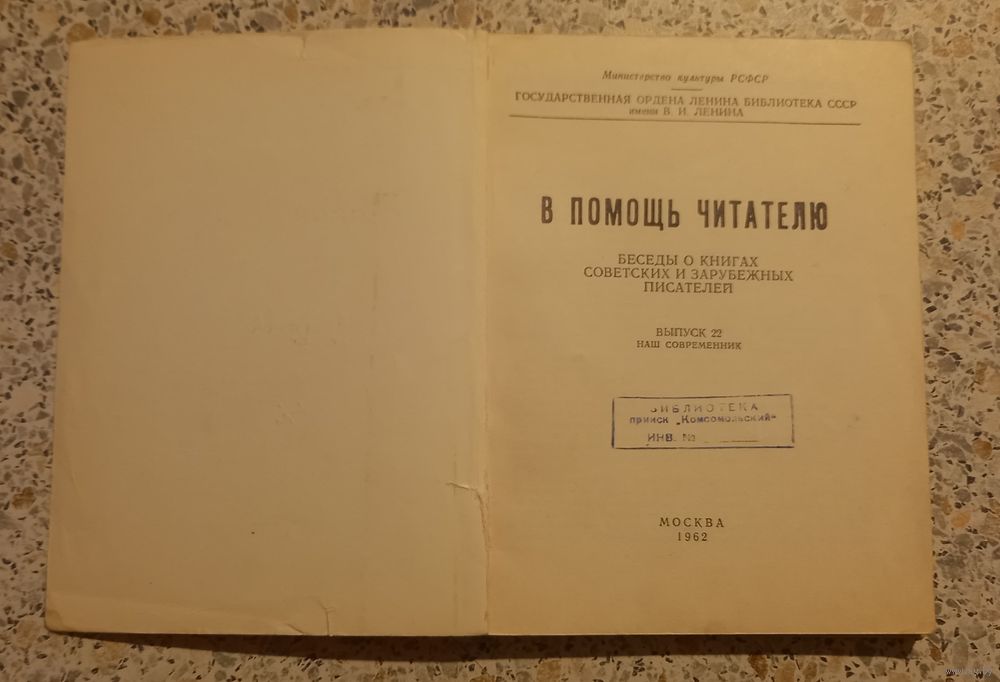 Министерство культуры РСФСР
ГОСУДАРСТВЕННАЯ ОРДЕНА ЛЕНИНА БИБЛИОТЕКА СССР
имени В. И. ЛЕНИНА
В ПОМОЩЬ ЧИТАТЕЛЮ
БЕСЕДЫ О КНИГАХ
СОВЕТСКИХ И ЗАРУБЕЖНЫХ
ПИСАТЕЛЕЙ
ВЫПУСК 22
НАШ СОВРЕМЕННИК
БИБЛИОТЕКА
прииск „Комсомольский“
ИНВ. №
МОСКВА
1962